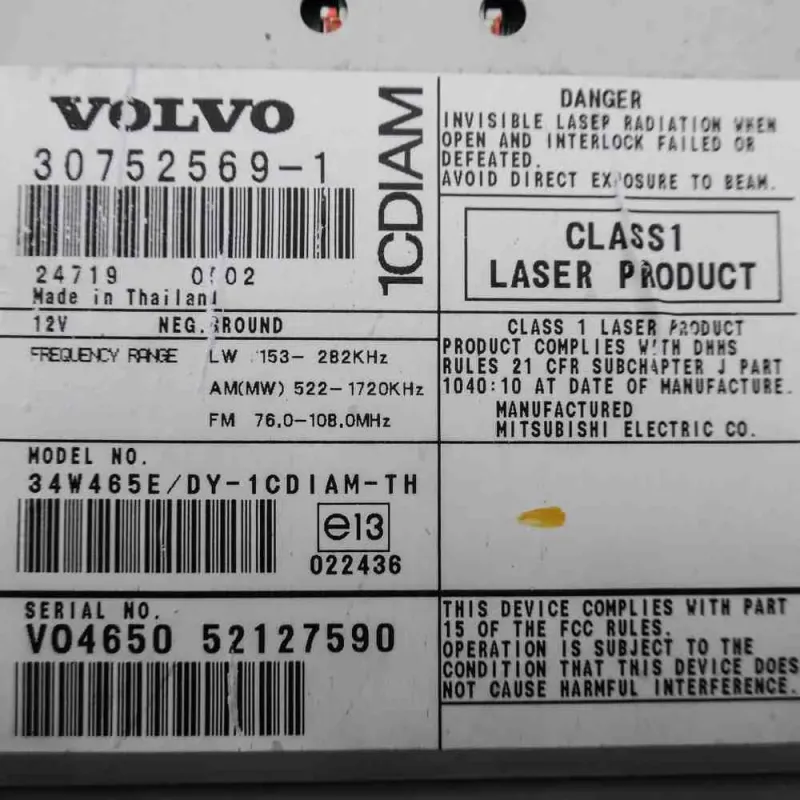 VOLVO
30752569-1
24719
Made in Thailand
1CDIAM
12V NEG. GROUND
FREQUENCY RANGE LW 153- 282KHz
AM(MW) 522-1720KHz
FM 76.0-108.0MHz
MODEL NO.
34W465E/DY-1CDIAM-TH
e13
022436
SERIAL NO.
V04650 52127590
DANGER
INVISIBLE LASER RADIATION WHEN
OPEN AND INTERLOCK FAILED OR
DEFEATED.
AVOID DIRECT EXPOSURE TO BEAM.
CLASS1
LASER PRODUCT
CLASS 1 LASER PRODUCT
PRODUCT COMPLIES WITH DHHS
RULES 21 CFR SUBCHAPTER J PART
1040:10 AT DATE OF MANUFACTURE.
MANUFACTURED
MITSUBISHI ELECTRIC CO.
THIS DEVICE COMPLIES WITH PART
15 OF THE FCC RULES.
OPERATION IS SUBJECT TO THE
CONDITION THAT THIS DEVICE DOES
NOT CAUSE HARMFUL INTERFERENCE.